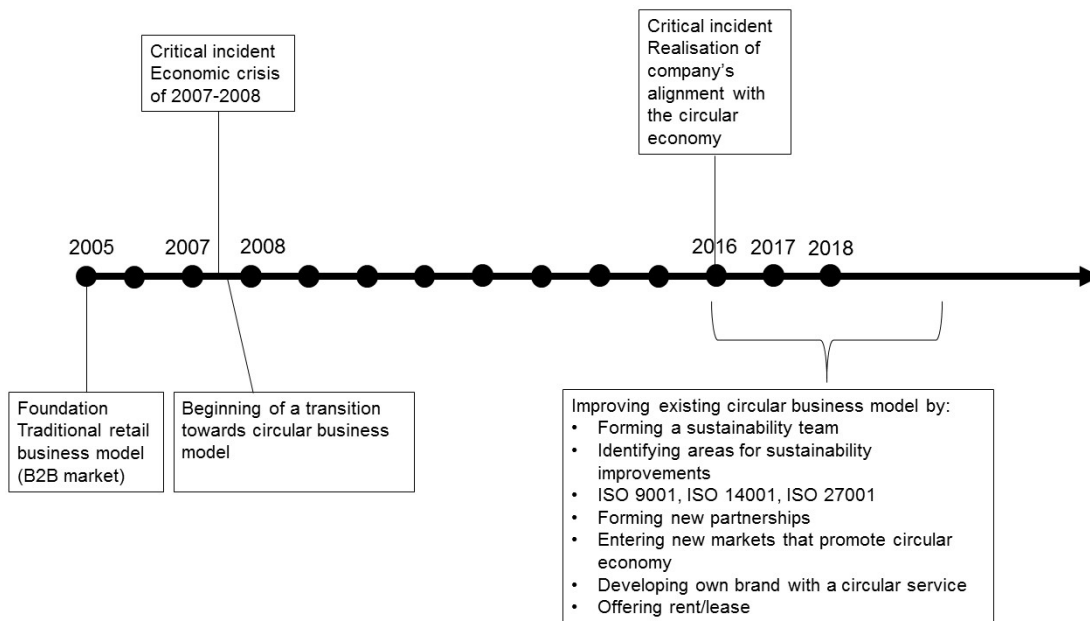 Critical incident
Economic crisis
of 2007-2008
Critical incident
Realisation of
company's
alignment with
the circular
economy
2005
2007
2008
2016
2017
2018
Foundation
Traditional retail
business model
(B2B market)
Beginning of a transition
towards circular business
model
Improving existing circular business model by:
• Forming a sustainability team
• Identifying areas for sustainability
improvements
• ISO 9001, ISO 14001, ISO 27001
• Forming new partnerships
• Entering new markets that promote circular
economy
• Developing own brand with a circular service
• Offering rent/lease